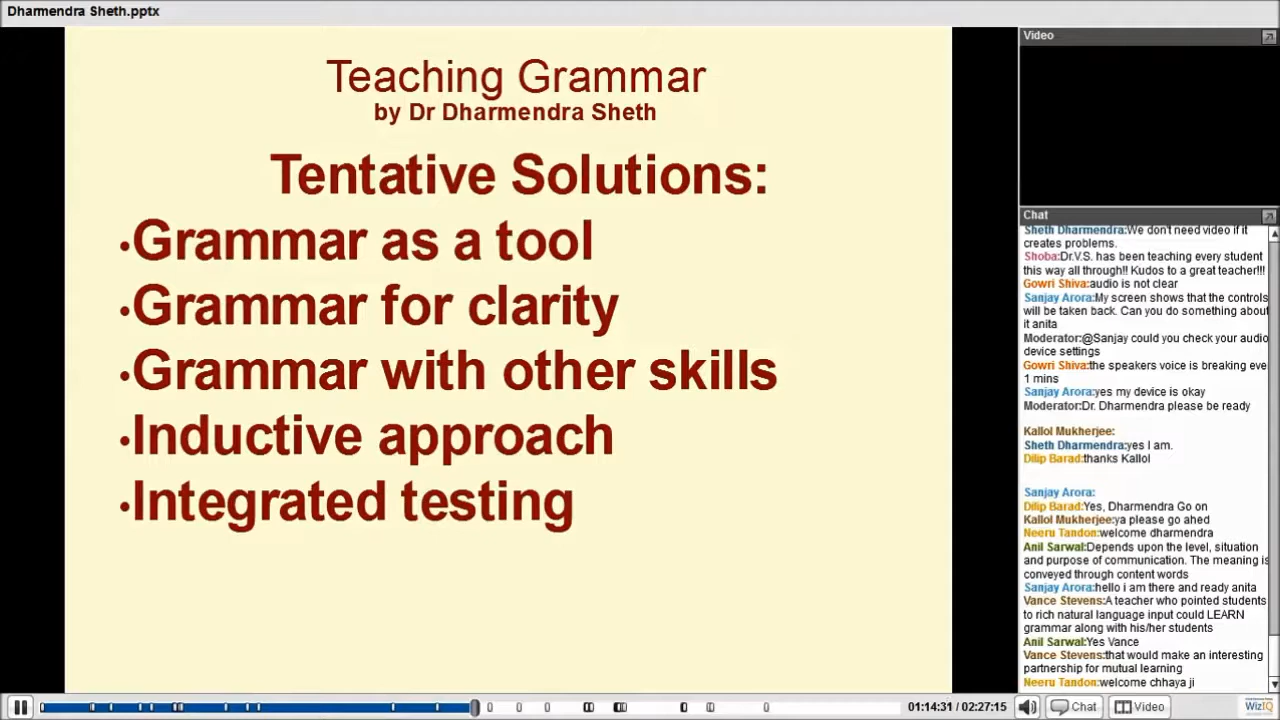 Dharmendra Sheth.pptx
Teaching Grammar
by Dr Dharmendra Sheth
Tentative Solutions:
•Grammar as a tool
•Grammar for clarity
•Grammar with other skills
•Inductive approach
•Integrated testing
Video
Chat
Sheth Dharmendra:We don't need video if it
creates problems.
Shoba:Dr.V.S. has been teaching every student
this way all through!! Kudos to a great teacher!!!
Gowri Shiva:audio is not clear
Sanjay Arora:My screen shows that the controls
will be taken back. Can you do something about
it anita
Moderator:@Sanjay could you check your audio
device settings
Gowri Shiva:the speakers voice is breaking eve
1 mins
Sanjay Arora:yes my device is okay
Moderator:Dr. Dharmendra please be ready
Kallol Mukherjee:
Sheth Dharmendra:yes I am.
Dilip Barad:thanks Kallol
Sanjay Arora:
Dilip Barad:Yes, Dharmendra Go on
Kallol Mukherjee:ya please go ahed
Neeru Tandon:welcome dharmendra
Anil Sarwal:Depends upon the level, situation
and purpose of communication. The meaning is
conveyed through content words
Sanjay Arora:hello i am there and ready anita
Vance Stevens:A teacher who pointed students
to rich natural language input could LEARN
grammar along with his/her students
Anil Sarwal:Yes Vance
Vance Stevens:that would make an interesting
partnership for mutual learning
Neeru Tandon:welcome chhaya ji
01:14:31 / 02:27:15
Chat
Video
WizIQ